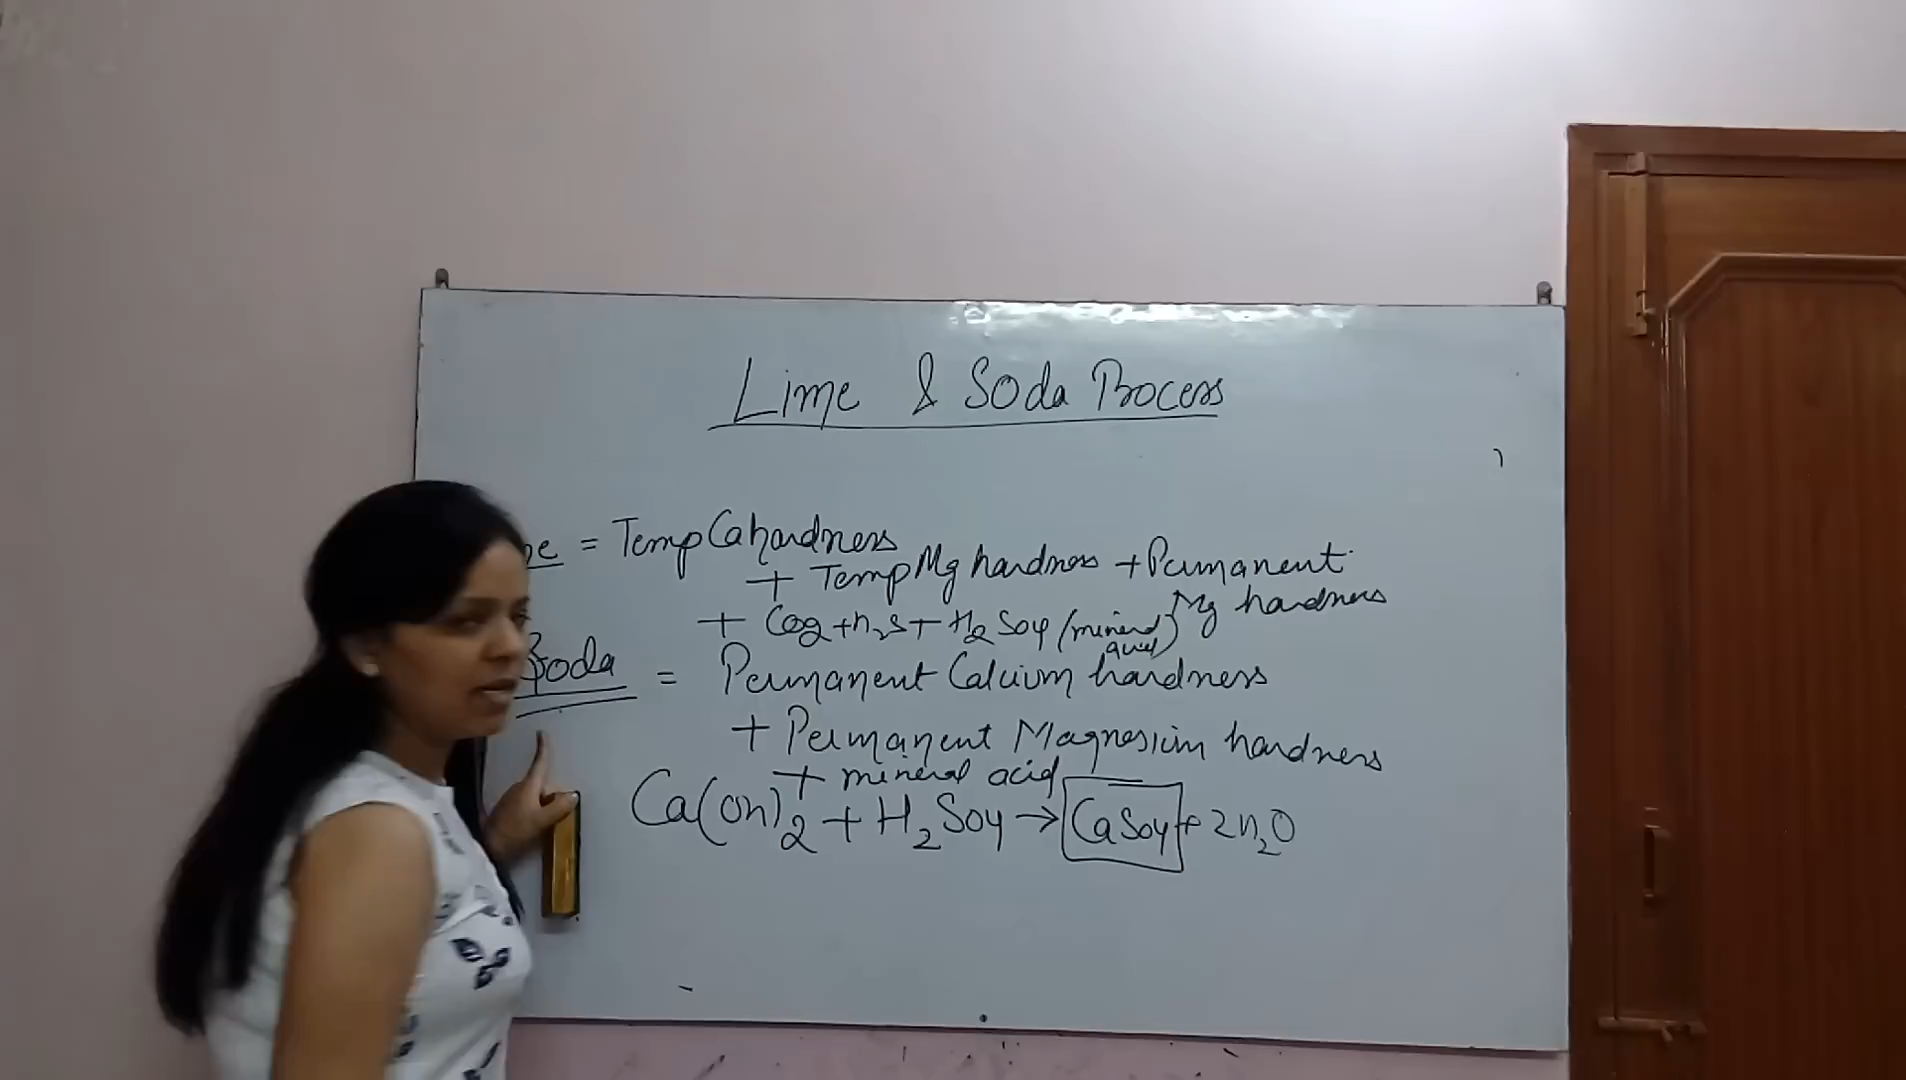 Lime & Soda Process
ne = Temp Ca hardness
+ Temp Mg hardness + Permanent
Mg hardness
+ CO2 + H2S + H2SO4 (mineral
acid)
Soda = Permanent Calcium hardness
+ Permanent Magnesium hardness
+ mineral acid
Ca(OH)2 + H2SO4 → CaSO4 + 2H2O